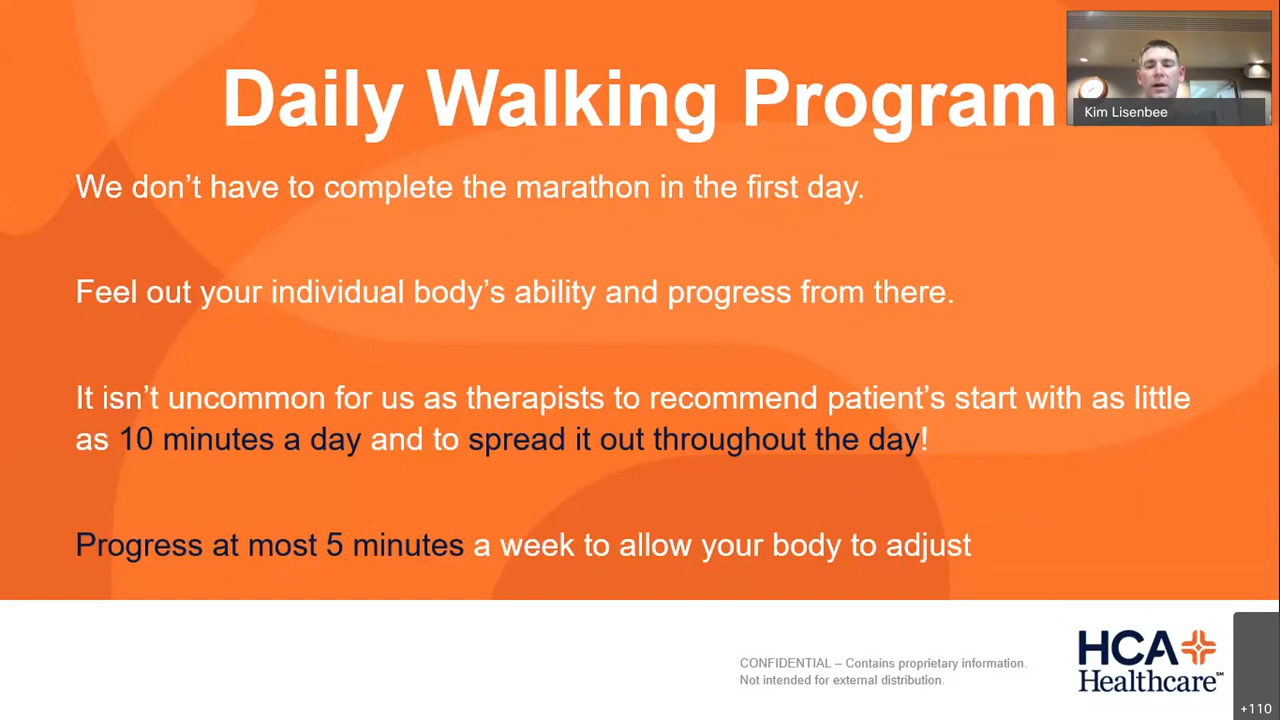 Daily Walking Program
Kim Lisenbee
We don’t have to complete the marathon in the first day.
Feel out your individual body’s ability and progress from there.
It isn’t uncommon for us as therapists to recommend patient’s start with as little
as 10 minutes a day and to spread it out throughout the day!
Progress at most 5 minutes a week to allow your body to adjust
CONFIDENTIAL – Contains proprietary information.
Not intended for external distribution.
HCA
Healthcare℠
+110